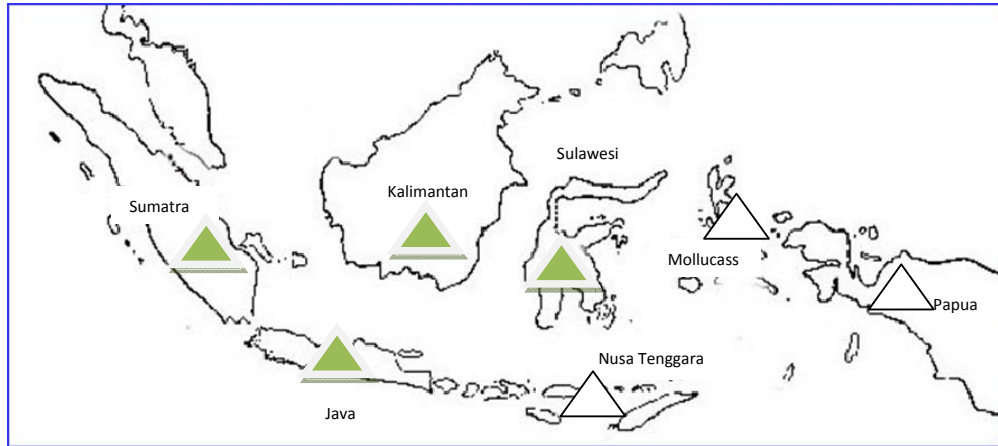 Sulawesi
Kalimantan
Sumatra
Mollucass
Papua
Nusa Tenggara
Java